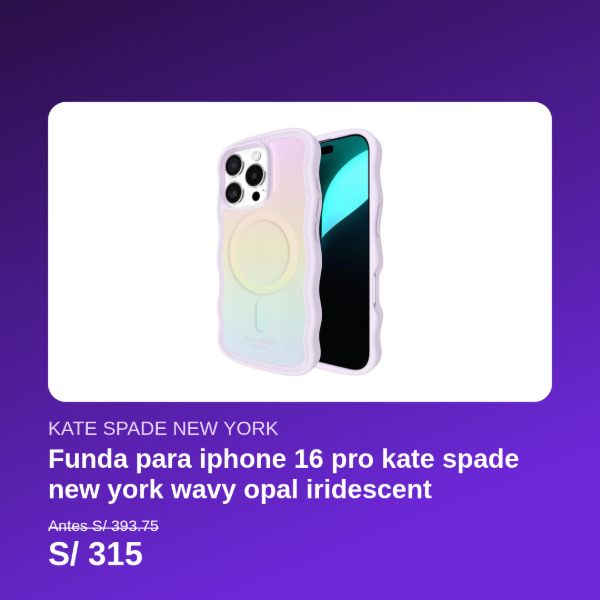 KATE SPADE NEW YORK
Funda para iphone 16 pro kate spade
new york wavy opal iridescent
Antes S/ 393.75
S/ 315